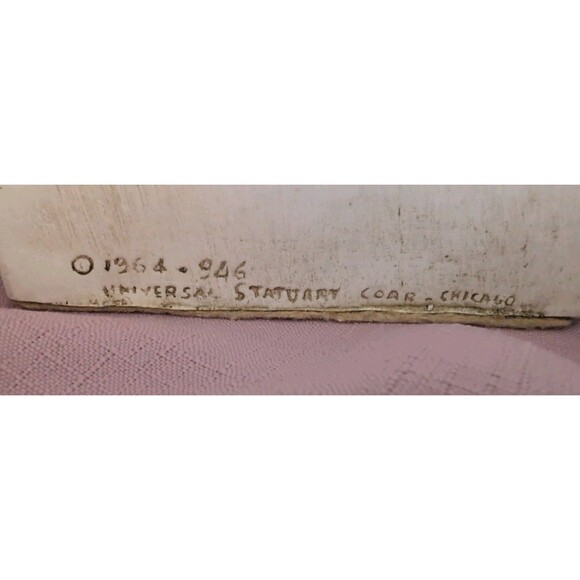 © 1964 . 946
UNIVERSAL STATUARY CORP. CHICAGO